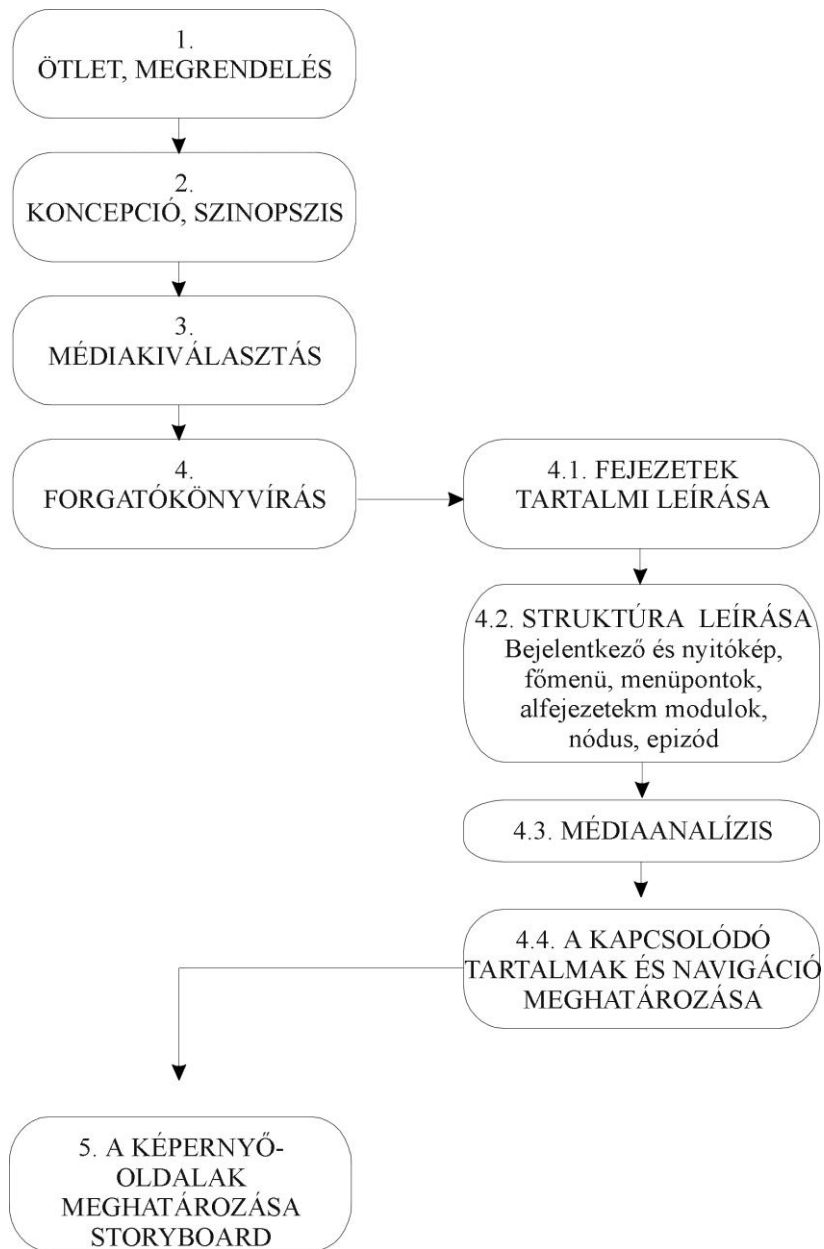 1.
ÖTLET, MEGRENDELÉS
2.
KONCEPCIÓ, SZINOPSZIS
3.
MÉDIAKIVÁLASZTÁS
4.
FORGATÓKÖNYVÍRÁS
4.1. FEJEZETEK
TARTALMI LEÍRÁSA
4.2. STRUKTÚRA LEÍRÁSA
Bejelentkező és nyitókép,
főmenü, menüpontok,
alfejezetekm modulok,
nódus, epizód
4.3. MÉDIAANALÍZIS
4.4. A KAPCSOLÓDÓ
TARTALMAK ÉS NAVIGÁCIÓ
MEGHATÁROZÁSA
5. A KÉPERNYŐ-
OLDALAK
MEGHATÁROZÁSA
STORYBOARD